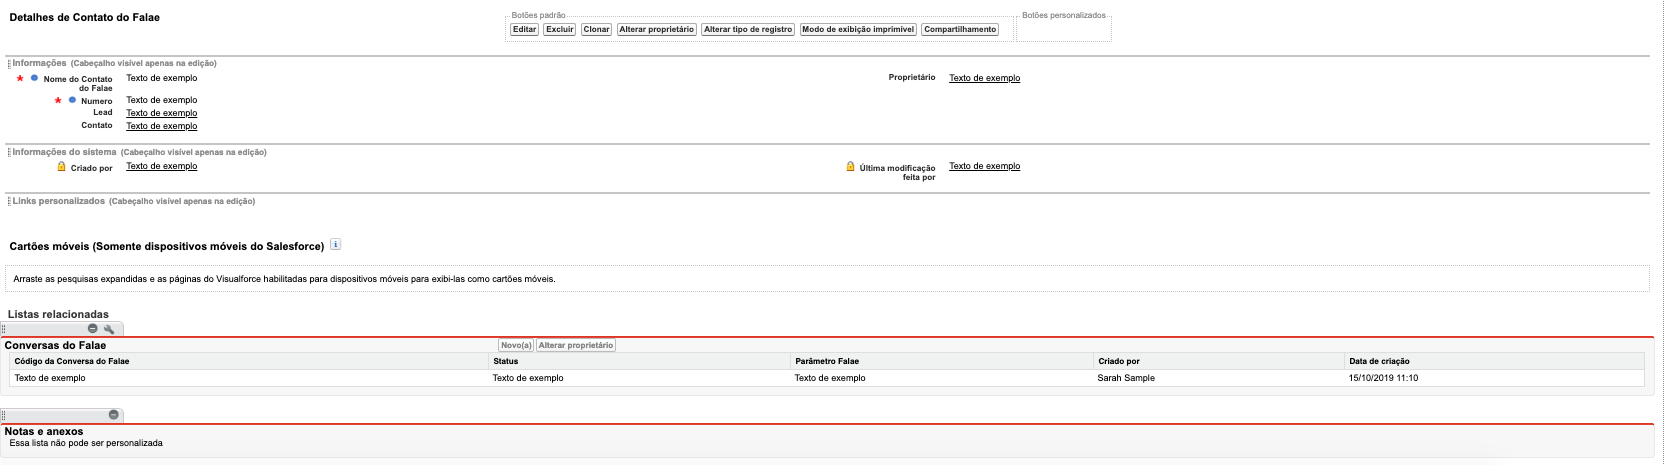 Detalhes de Contato do Falae
Botões padrão
Botões personalizados
Editar Excluir Clonar Alterar proprietário Alterar tipo de registro Modo de exibição imprimível Compartilhamento
Informações (Cabeçalho visível apenas na edição)
* Nome do Contato do Falae Texto de exemplo
Proprietário Texto de exemplo
* Numero Texto de exemplo
Lead Texto de exemplo
Contato Texto de exemplo
Informações do sistema (Cabeçalho visível apenas na edição)
Criado por Texto de exemplo
Última modificação feita por Texto de exemplo
Links personalizados (Cabeçalho visível apenas na edição)
Cartões móveis (Somente dispositivos móveis do Salesforce) i
Arraste as pesquisas expandidas e as páginas do Visualforce habilitadas para dispositivos móveis para exibi-las como cartões móveis.
Listas relacionadas
Conversas do Falae Novo(a) Alterar proprietário
Código da Conversa do Falae Status Parâmetro Falae Criado por Data de criação
Texto de exemplo Texto de exemplo Texto de exemplo Sarah Sample 15/10/2019 11:10
Notas e anexos
Essa lista não pode ser personalizada